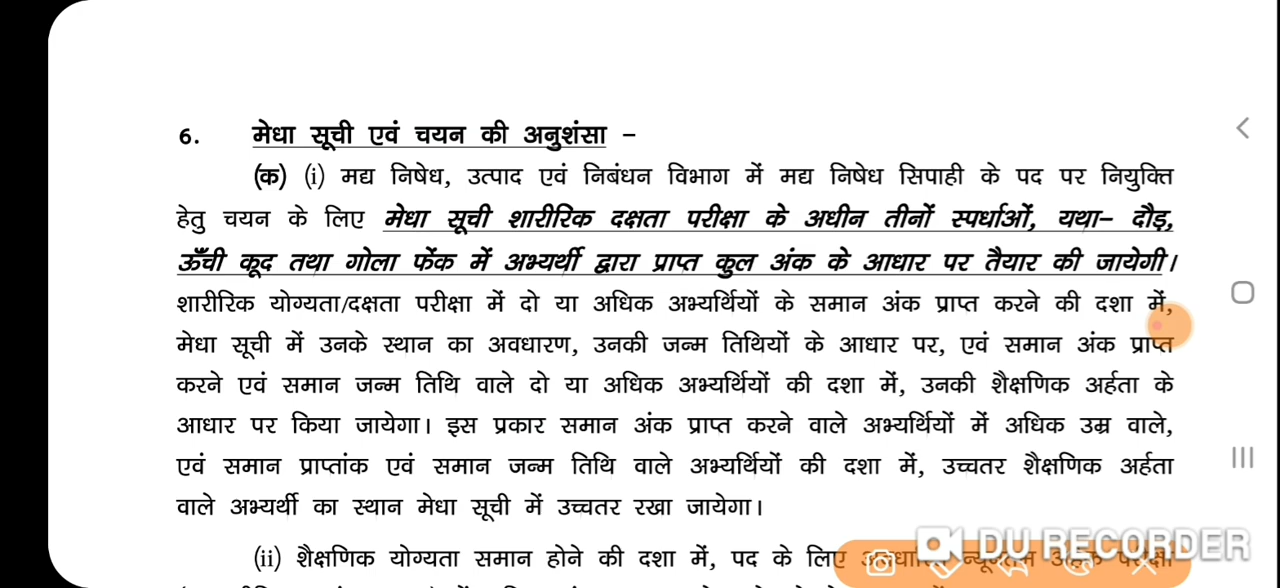 6. मेधा सूची एवं चयन की अनुशंसा –
(क) (i) मद्य निषेध, उत्पाद एवं निबंधन विभाग में मद्य निषेध सिपाही के पद पर नियुक्ति
हेतु चयन के लिए मेधा सूची शारीरिक दक्षता परीक्षा के अधीन तीनों स्पर्धाओं, यथा– दौड़,
ऊँची कूद तथा गोला फेंक में अभ्यर्थी द्वारा प्राप्त कुल अंक के आधार पर तैयार की जायेगी।
शारीरिक योग्यता/दक्षता परीक्षा में दो या अधिक अभ्यर्थियों के समान अंक प्राप्त करने की दशा में,
मेधा सूची में उनके स्थान का अवधारण, उनकी जन्म तिथियों के आधार पर, एवं समान अंक प्राप्त
करने एवं समान जन्म तिथि वाले दो या अधिक अभ्यर्थियों की दशा में, उनकी शैक्षणिक अर्हता के
आधार पर किया जायेगा। इस प्रकार समान अंक प्राप्त करने वाले अभ्यर्थियों में अधिक उम्र वाले,
एवं समान प्राप्तांक एवं समान जन्म तिथि वाले अभ्यर्थियों की दशा में, उच्चतर शैक्षणिक अर्हता
वाले अभ्यर्थी का स्थान मेधा सूची में उच्चतर रखा जायेगा।
(ii) शैक्षणिक योग्यता समान होने की दशा में, पद के लिए
DU RECORDER